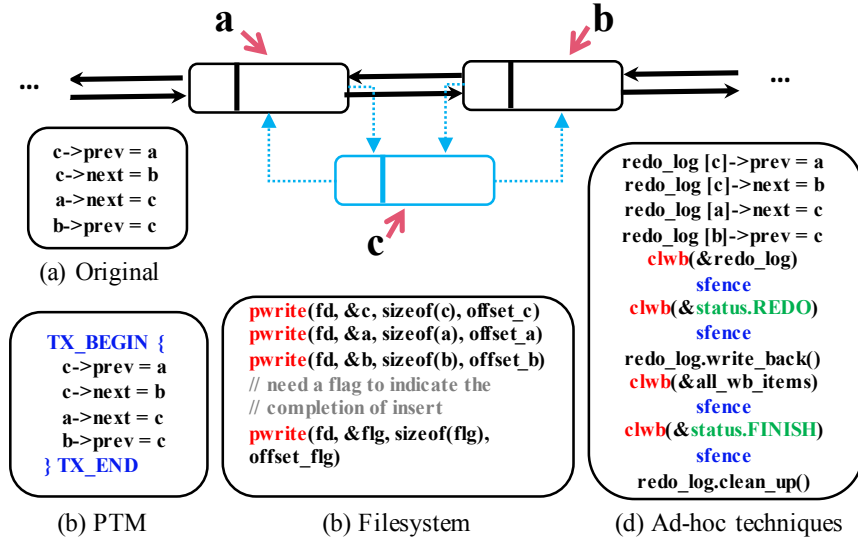 a
b
...
...
c
c->prev = a
c->next = b
a->next = c
b->prev = c
(a) Original
TX_BEGIN {
c->prev = a
c->next = b
a->next = c
b->prev = c
} TX_END
(b) PTM
pwrite(fd, &c, sizeof(c), offset_c)
pwrite(fd, &a, sizeof(a), offset_a)
pwrite(fd, &b, sizeof(b), offset_b)
// need a flag to indicate the
// completion of insert
pwrite(fd, &flg, sizeof(flg),
offset_flg)
(b) Filesystem
redo_log [c]->prev = a
redo_log [c]->next = b
redo_log [a]->next = c
redo_log [b]->prev = c
clwb(&redo_log)
sfence
clwb(&status.REDO)
sfence
redo_log.write_back()
clwb(&all_wb_items)
sfence
clwb(&status.FINISH)
sfence
redo_log.clean_up()
(d) Ad-hoc techniques